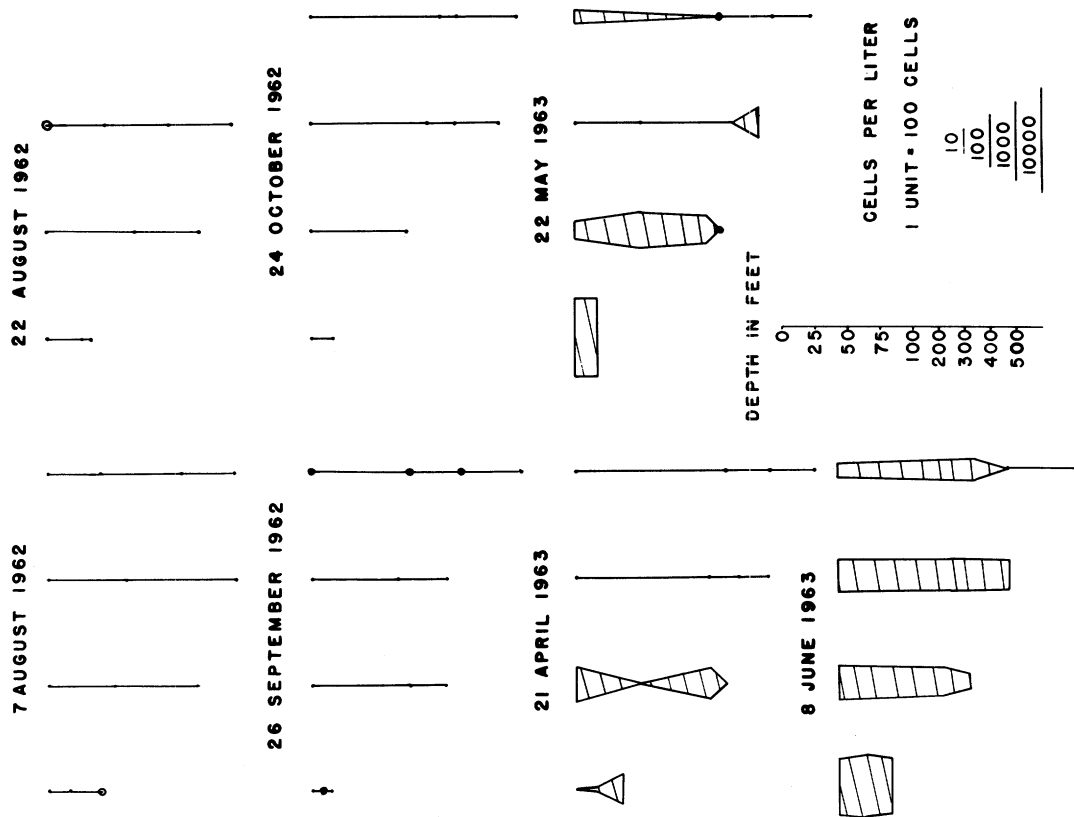 7 AUGUST 1962
22 AUGUST 1962
26 SEPTEMBER 1962
24 OCTOBER 1962
21 APRIL 1963
22 MAY 1963
8 JUNE 1963
DEPTH IN FEET
0
25
50
75
100
200
300
400
500
CELLS PER LITER
1 UNIT = 100 CELLS
10
100
1000
10000